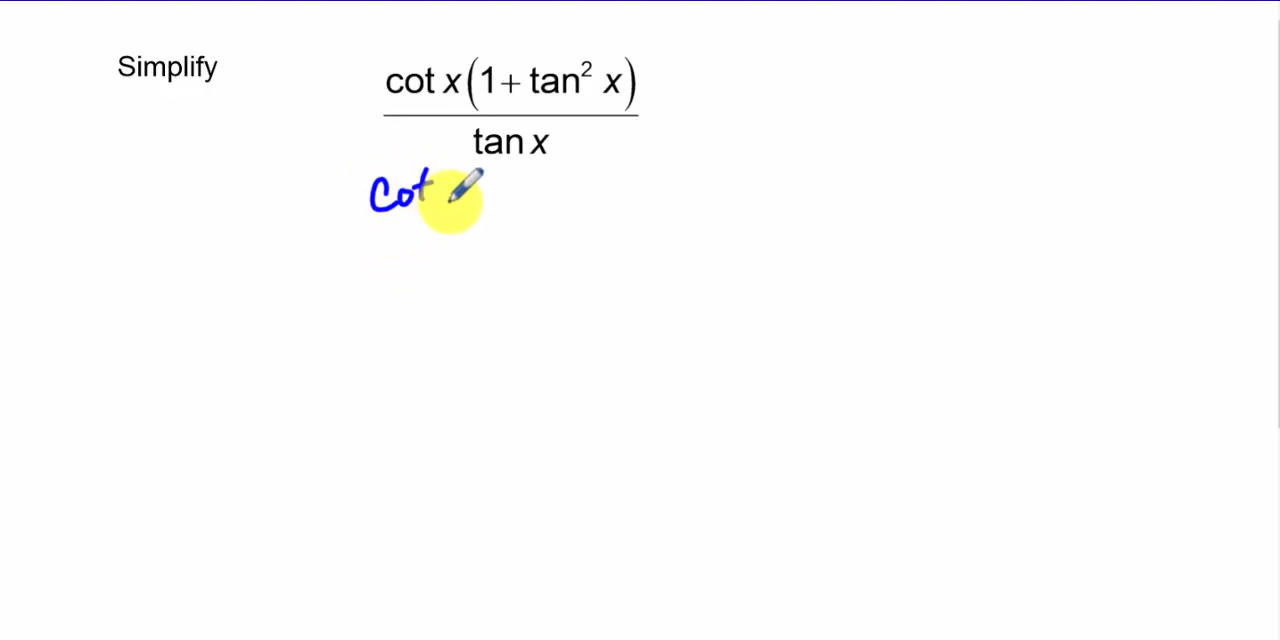 Simplify
cot x(1+ tan² x)
tan x
Cot